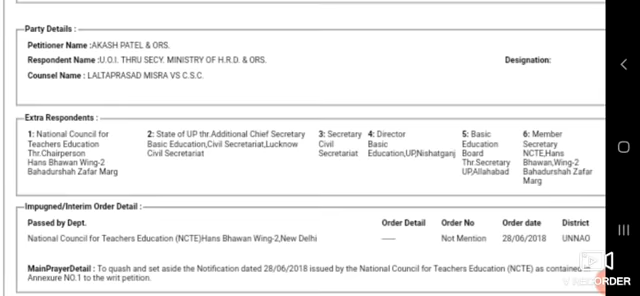 Party Details :
Petitioner Name :AKASH PATEL & ORS.
Respondent Name :U.O.I. THRU SECY. MINISTRY OF H.R.D. & ORS. Designation:
Counsel Name : LALTAPRASAD MISRA VS C.S.C.
Extra Respondents :
1: National Council for Teachers Education Thr.Chairperson Hans Bhawan Wing-2 Bahadurshah Zafar Marg
2: State of UP thr.Additional Chief Secretary Basic Education,Civil Secretariat,Lucknow Civil Secretariat
3: Secretary Civil Secretariat
4: Director Basic Education,UP,Nishatganj
5: Basic Education Board Thr.Secretary UP,Allahabad
6: Member Secretary NCTE,Hans Bhawan,Wing-2 Bahadurshah Zafar Marg
Impugned/Interim Order Detail :
Passed by Dept. Order Detail Order No Order date District
National Council for Teachers Education (NCTE)Hans Bhawan Wing-2,New Delhi ----- Not Mention 28/06/2018 UNNAO
MainPrayerDetail : To quash and set aside the Notification dated 28/06/2018 issued by the National Council for Teachers Education (NCTE) as contained
Annexure NO.1 to the writ petition.
V RECORDER